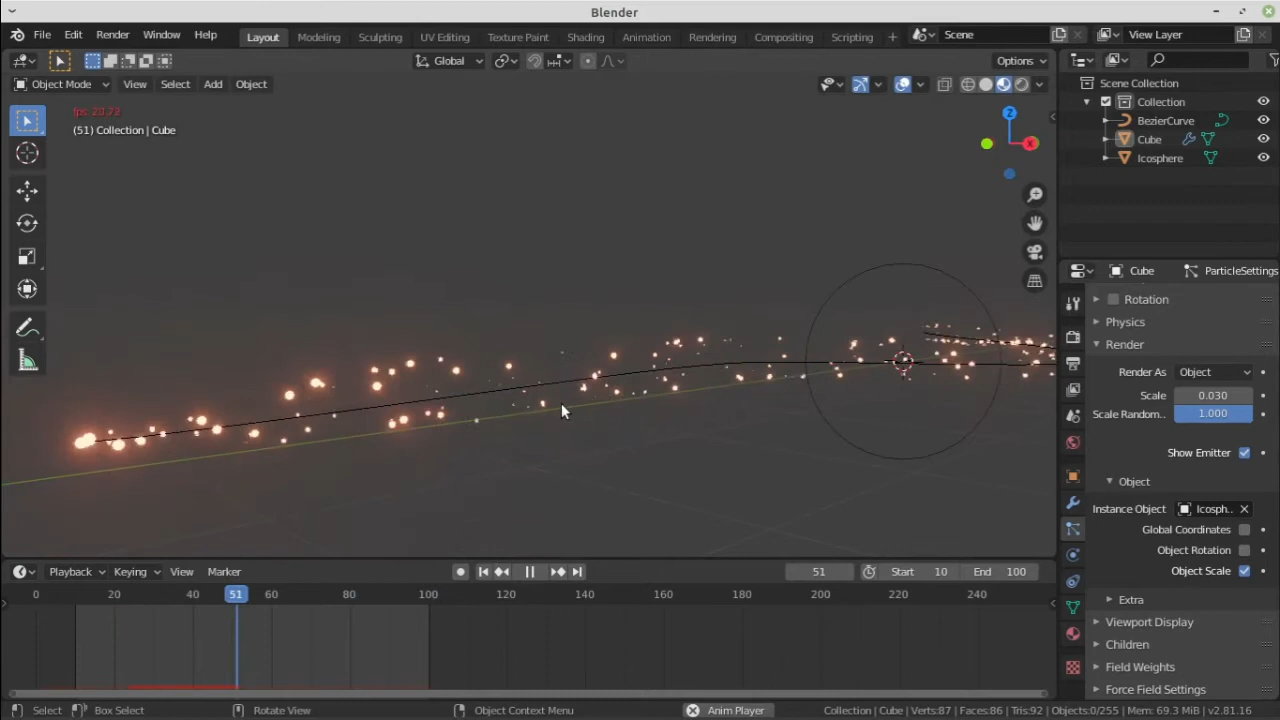 Blender
File Edit Render Window Help Layout Modeling Sculpting UV Editing Texture Paint Shading Animation Rendering Compositing Scripting + Scene View Layer
Global Options
Object Mode View Select Add Object
Scene Collection
Collection
BezierCurve
Cube
Icosphere
fps: 20.73
(51) Collection | Cube
Z
X
Cube ParticleSettings
Rotation
Physics
Render
Render As Object
Scale 0.030
Scale Random.. 1.000
Show Emitter
Object
Instance Object Icosph..
Global Coordinates
Object Rotation
Object Scale
Extra
Viewport Display
Children
Field Weights
Force Field Settings
Playback Keying View Marker 51 Start 10 End 100
0 20 40 51 60 80 100 120 140 160 180 200 220 240
Select Box Select Rotate View Object Context Menu Anim Player Collection | Cube | Verts:87 | Faces:86 | Tris:92 | Objects:0/255 | Mem: 69.3 MiB | v2.81.16